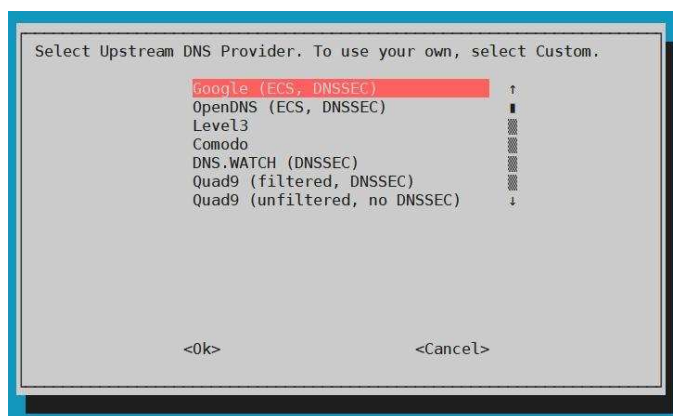 Select Upstream DNS Provider. To use your own, select Custom.
Google (ECS, DNSSEC)
OpenDNS (ECS, DNSSEC)
Level3
Comodo
DNS.WATCH (DNSSEC)
Quad9 (filtered, DNSSEC)
Quad9 (unfiltered, no DNSSEC)
<Ok> <Cancel>